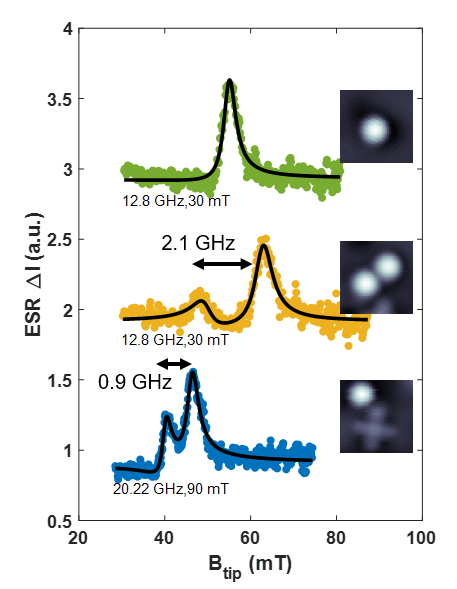 4
3.5
3
12.8 GHz,30 mT
2.5
2.1 GHz
ESR △I (a.u.)
2
12.8 GHz,30 mT
1.5
0.9 GHz
1
20.22 GHz,90 mT
0.5
20 40 60 80 100
B_tip (mT)